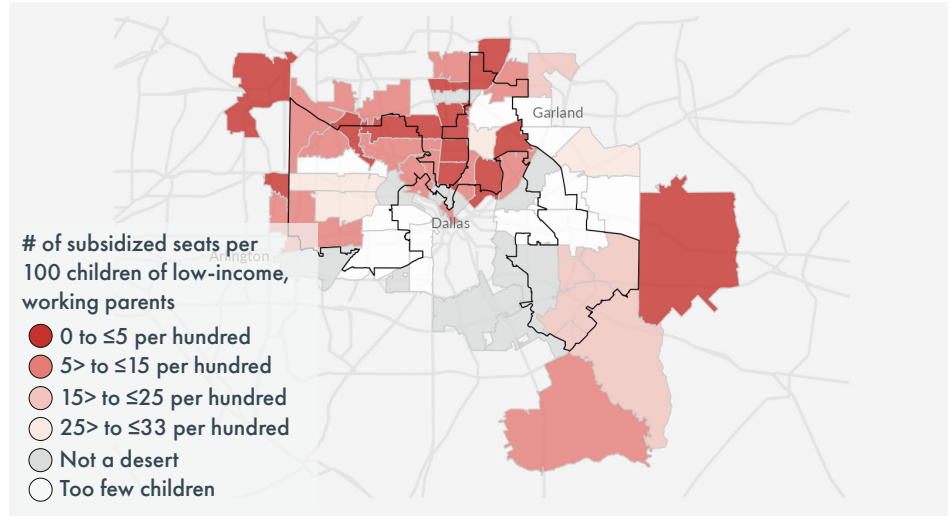 Garland
Dallas
Arlington
# of subsidized seats per
100 children of low-income,
working parents
0 to ≤5 per hundred
5> to ≤15 per hundred
15> to ≤25 per hundred
25> to ≤33 per hundred
Not a desert
Too few children